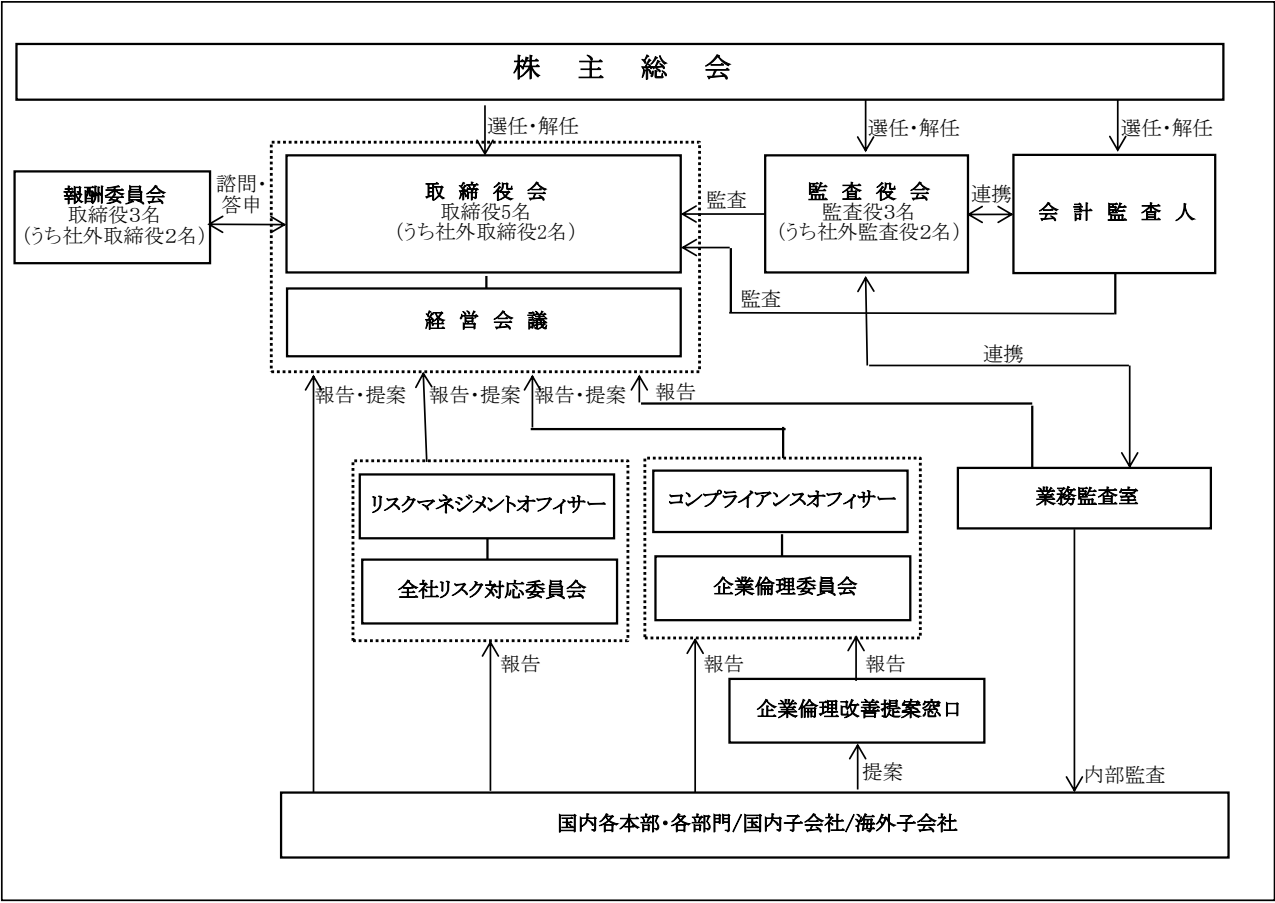 株 主 総 会
選任・解任
選任・解任
選任・解任
報酬委員会
取締役3名
(うち社外取締役2名)
諮問・
答申
取 締 役 会
取締役5名
(うち社外取締役2名)
監査
監 査 役 会
監査役3名
(うち社外監査役2名)
連携
会 計 監 査 人
監査
経 営 会 議
連携
報告・提案
報告・提案
報告・提案
報告
リスクマネジメントオフィサー
コンプライアンスオフィサー
業務監査室
全社リスク対応委員会
企業倫理委員会
報告
報告
報告
企業倫理改善提案窓口
提案
内部監査
国内各本部・各部門/国内子会社/海外子会社